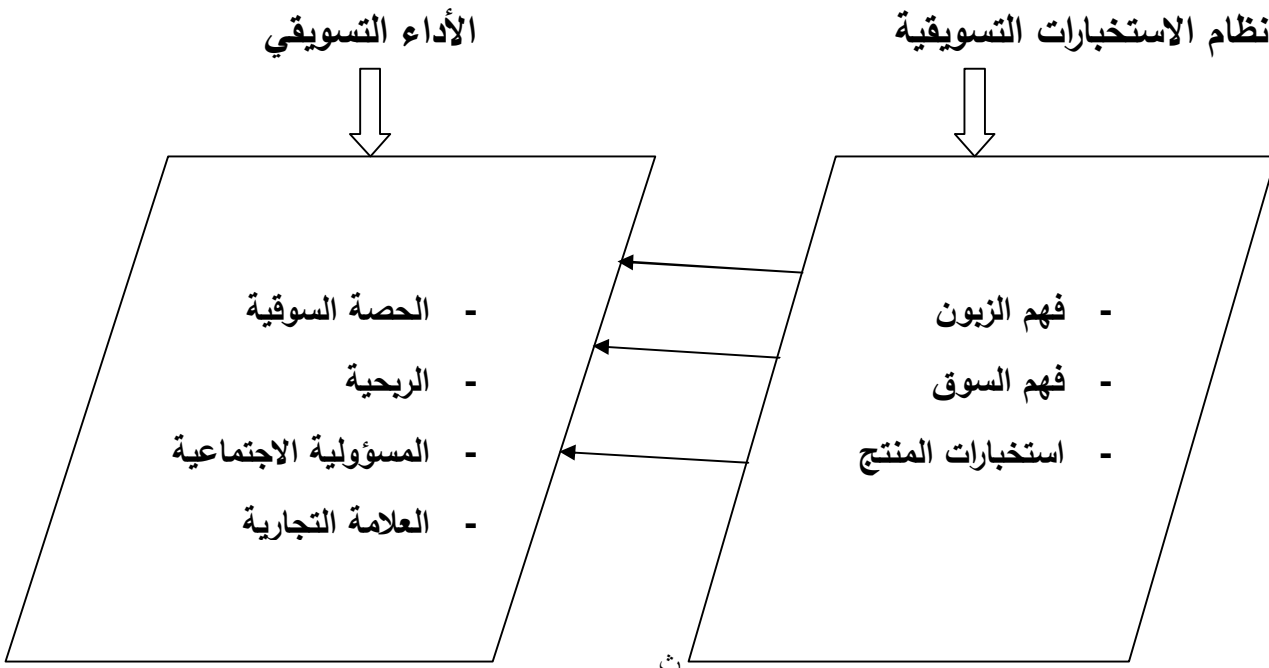 نظام الاستخبارات التسويقية
الأداء التسويقي
- فهم الزبون
- فهم السوق
- استخبارات المنتج
- الحصة السوقية
- الربحية
- المسؤولية الاجتماعية
- العلامة التجارية
ث